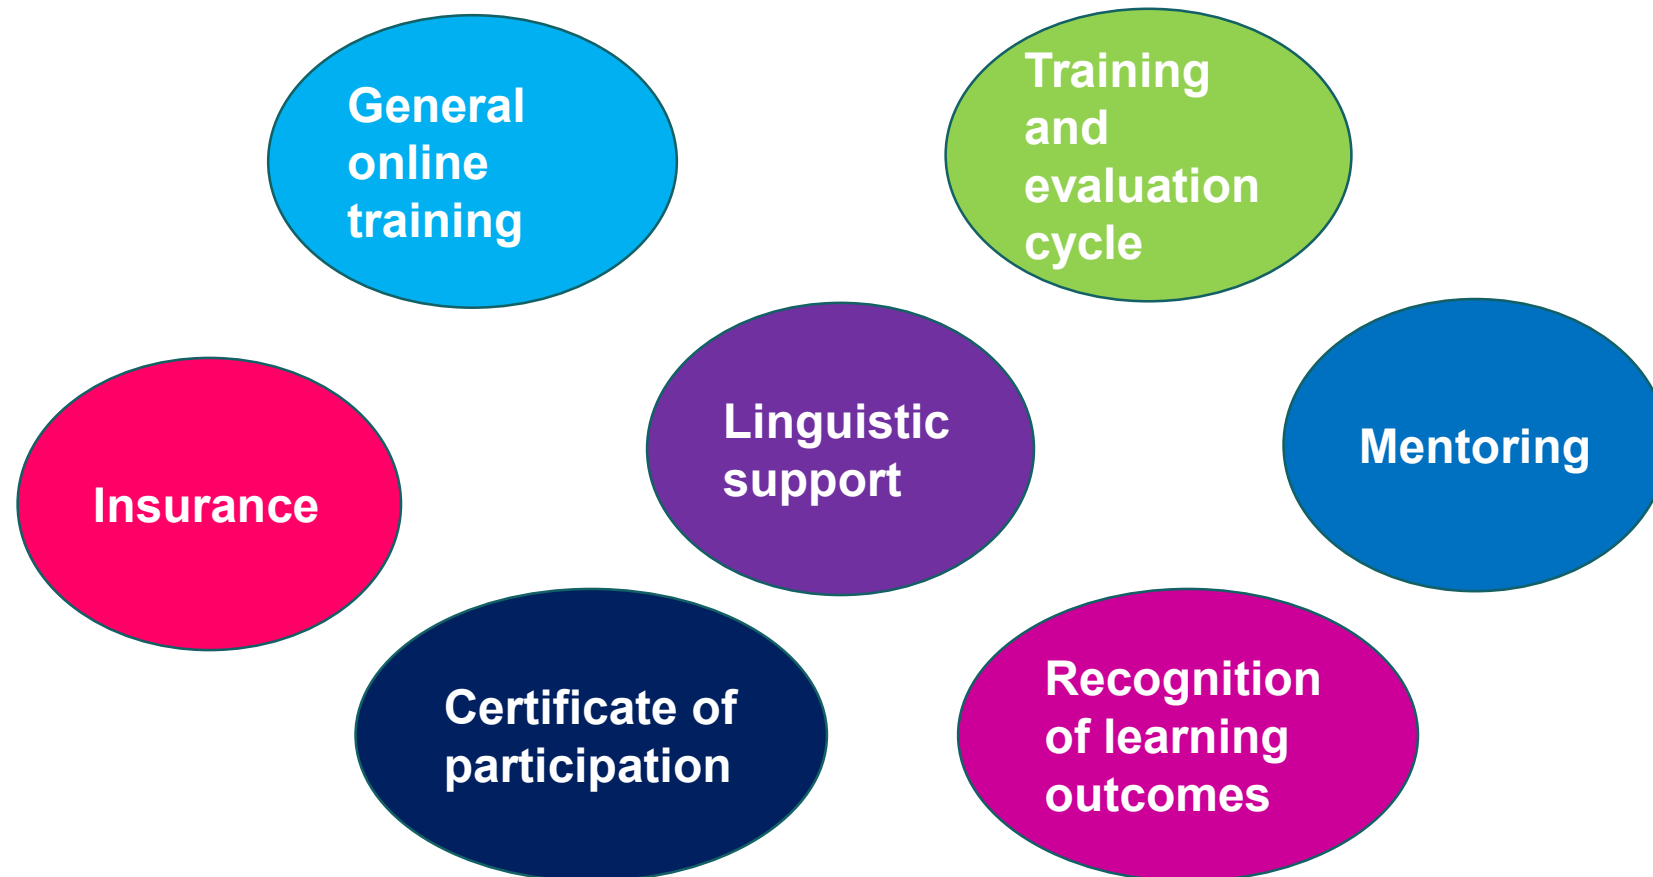 General
online
training
Training
and
evaluation
cycle
Insurance
Linguistic
support
Mentoring
Certificate of
participation
Recognition
of learning
outcomes